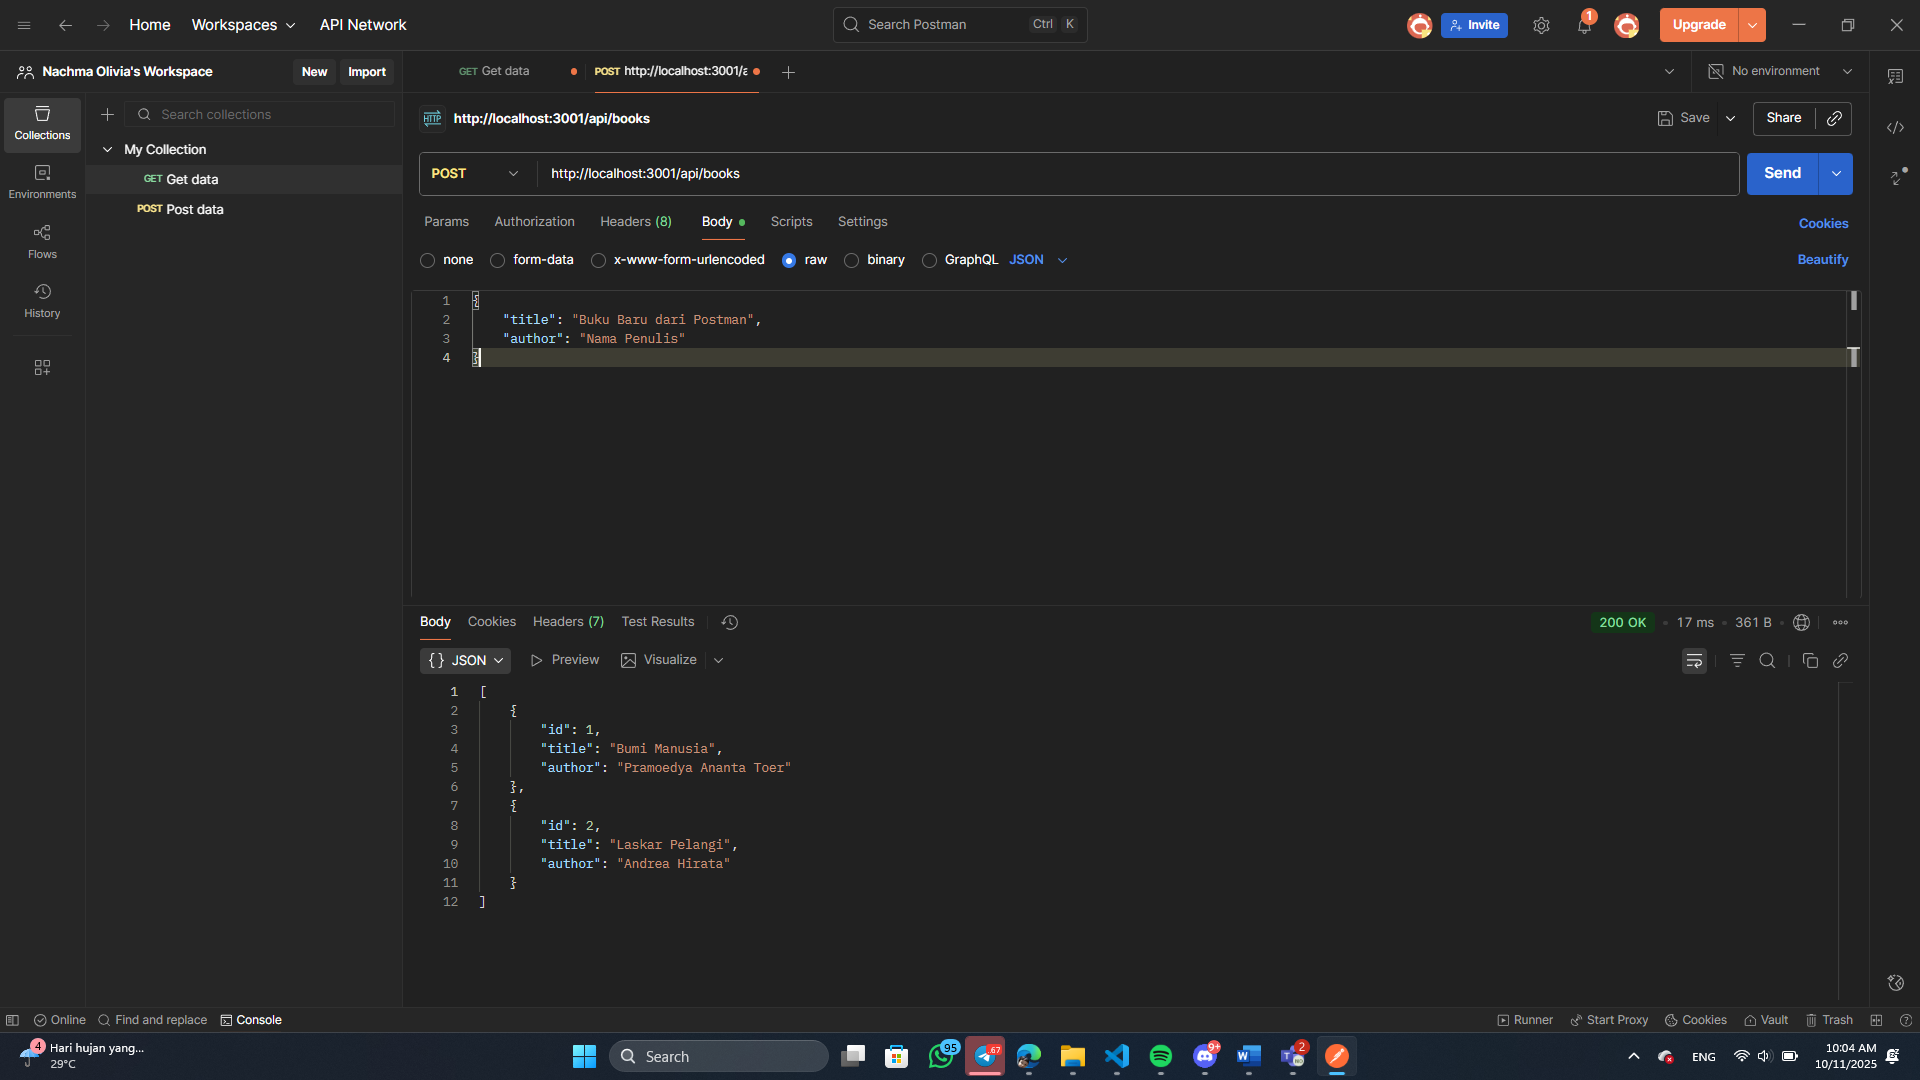 Home Workspaces API Network Search Postman Ctrl K Invite 1 Upgrade
Nachma Olivia's Workspace New Import GET Get data POST http://localhost:3001/a No environment
Collections
Environments
Flows
History
Search collections
My Collection
GET Get data
POST Post data
HTTP http://localhost:3001/api/books Save Share
POST http://localhost:3001/api/books Send
Params Authorization Headers (8) Body Scripts Settings Cookies
none form-data x-www-form-urlencoded raw binary GraphQL JSON Beautify
1 {
2 "title": "Buku Baru dari Postman",
3 "author": "Nama Penulis"
4 }
Body Cookies Headers (7) Test Results 200 OK 17 ms 361 B
{} JSON Preview Visualize
1 [
2 {
3 "id": 1,
4 "title": "Bumi Manusia",
5 "author": "Pramoedya Ananta Toer"
6 },
7 {
8 "id": 2,
9 "title": "Laskar Pelangi",
10 "author": "Andrea Hirata"
11 }
12 ]
Online Find and replace Console Runner Start Proxy Cookies Vault Trash
4 Hari hujan yang...
29°C
Search 95 67 9+ 2 ENG
10:04 AM
10/11/2025